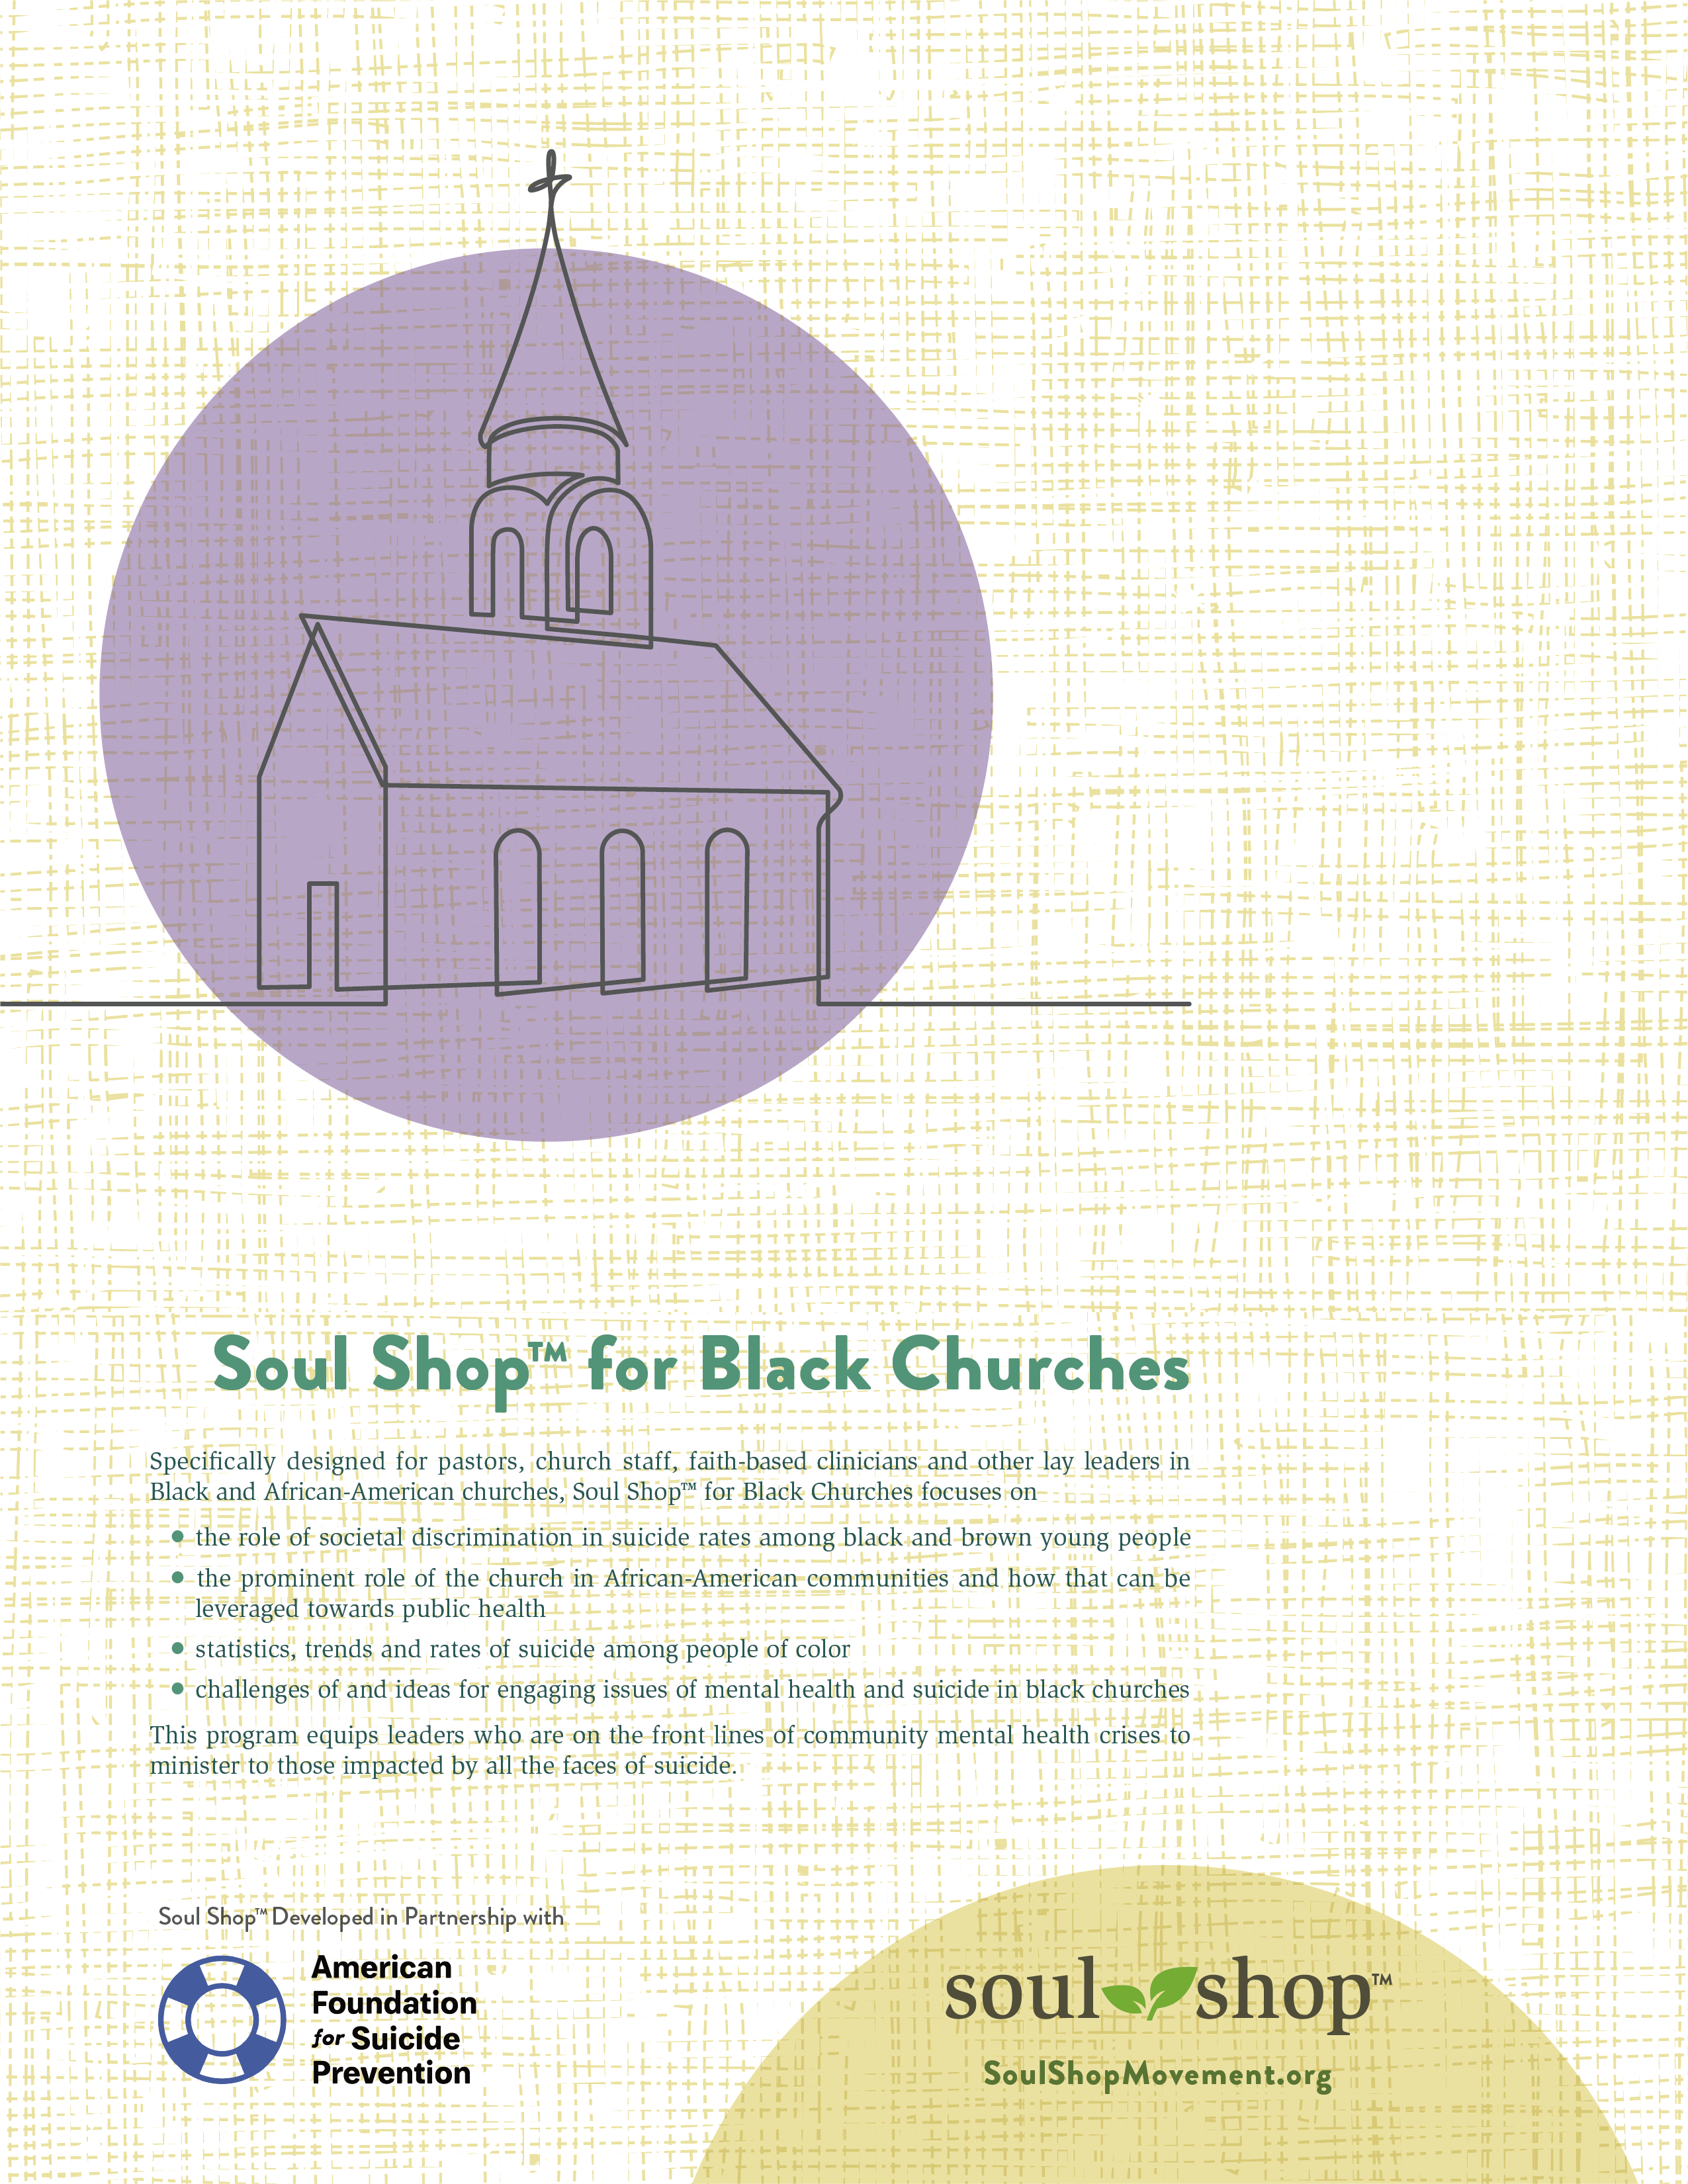 Soul Shop™ for Black Churches
Specifically designed for pastors, church staff, faith-based clinicians and other lay leaders in
Black and African-American churches, Soul Shop™ for Black Churches focuses on
• the role of societal discrimination in suicide rates among black and brown young people
• the prominent role of the church in African-American communities and how that can be
leveraged towards public health
• statistics, trends and rates of suicide among people of color
• challenges of and ideas for engaging issues of mental health and suicide in black churches
This program equips leaders who are on the front lines of community mental health crises to
minister to those impacted by all the faces of suicide.
Soul Shop™ Developed in Partnership with
American
Foundation
for Suicide
Prevention
soul shop™
SoulShopMovement.org